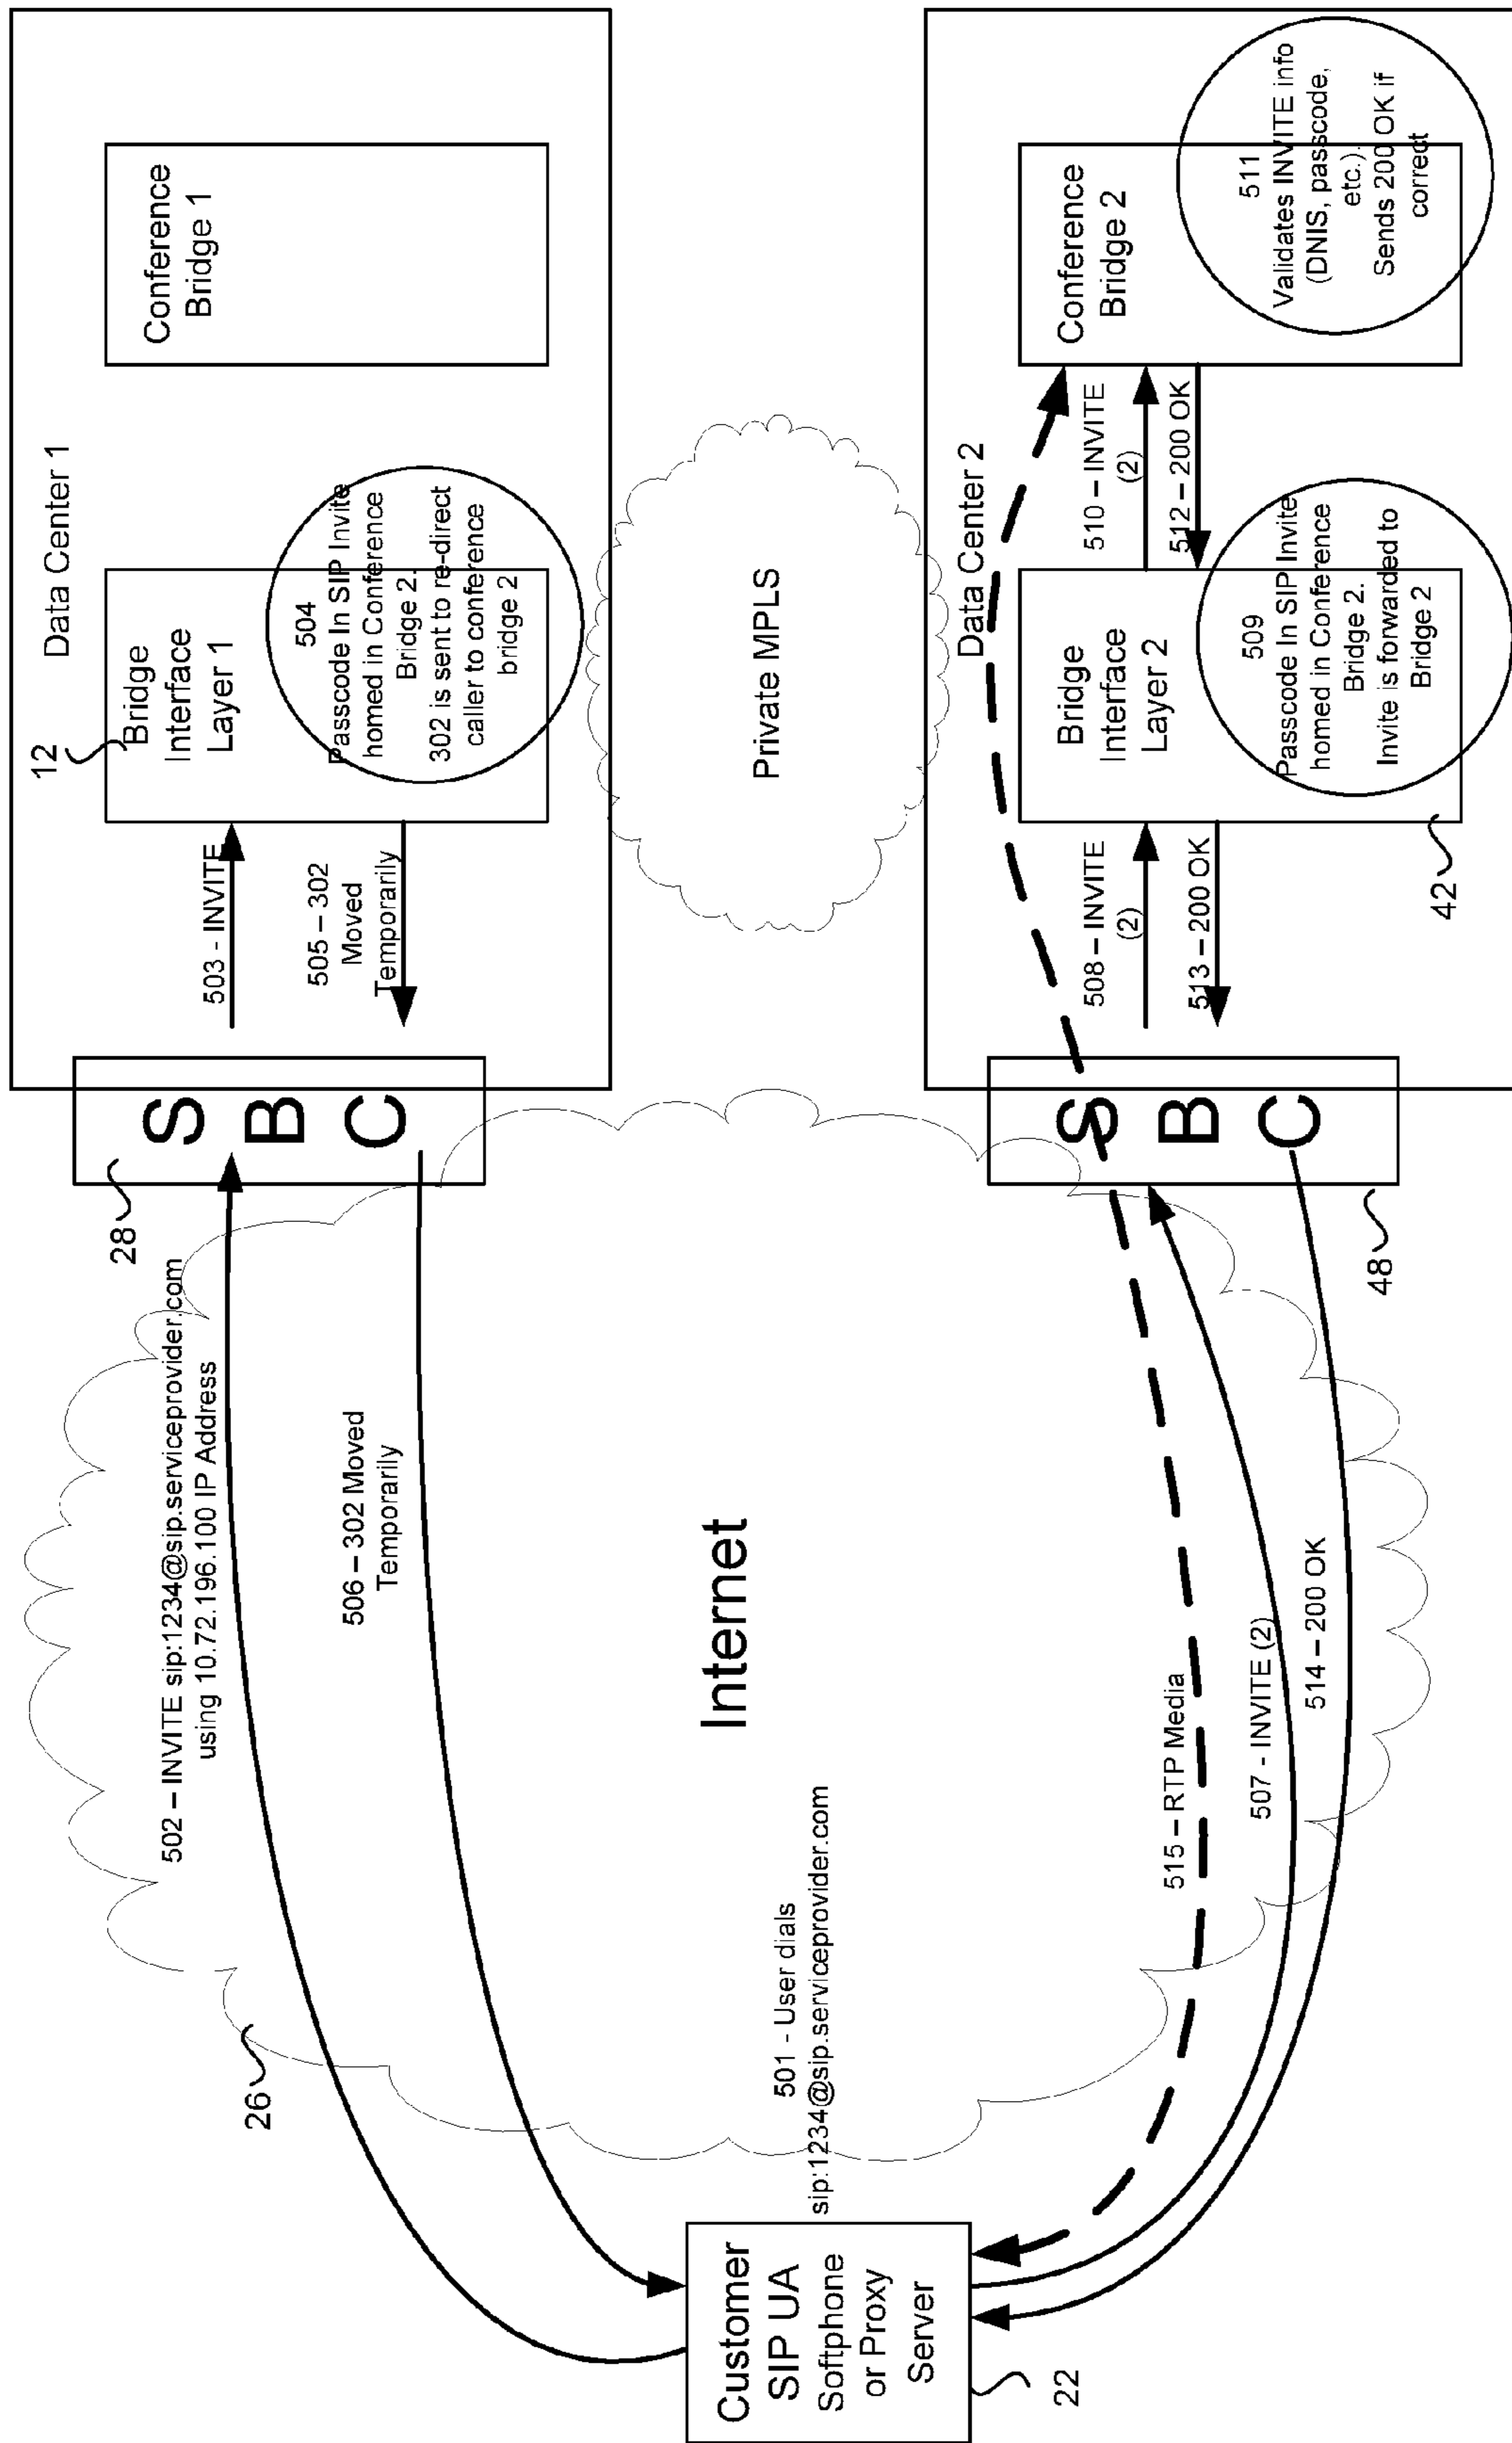 Data Center 1
12
Bridge
Interface
Layer 1
Conference
Bridge 1
504
Passcode In SIP Invite
homed in Conference
Bridge 2.
302 is sent to re-direct
caller to conference
bridge 2
503 - INVITE
505 – 302
Moved
Temporarily
S
B
C
28
502 – INVITE sip:1234@sip.serviceprovider.com
using 10.72.196.100 IP Address
506 – 302 Moved
Temporarily
26
Internet
Private MPLS
501 - User dials
sip:1234@sip.serviceprovider.com
Customer
SIP UA
Softphone
or Proxy
Server
22
515 – RTP Media
507 - INVITE (2)
514 – 200 OK
S
B
C
48
Data Center 2
508 – INVITE
(2)
513 – 200 OK
Bridge
Interface
Layer 2
509
Passcode In SIP Invite
homed in Conference
Bridge 2.
Invite is forwarded to
Bridge 2
42
510 – INVITE
(2)
512 – 200 OK
Conference
Bridge 2
511
Validates INVITE info
(DNIS, passcode,
etc.).
Sends 200 OK if
correct